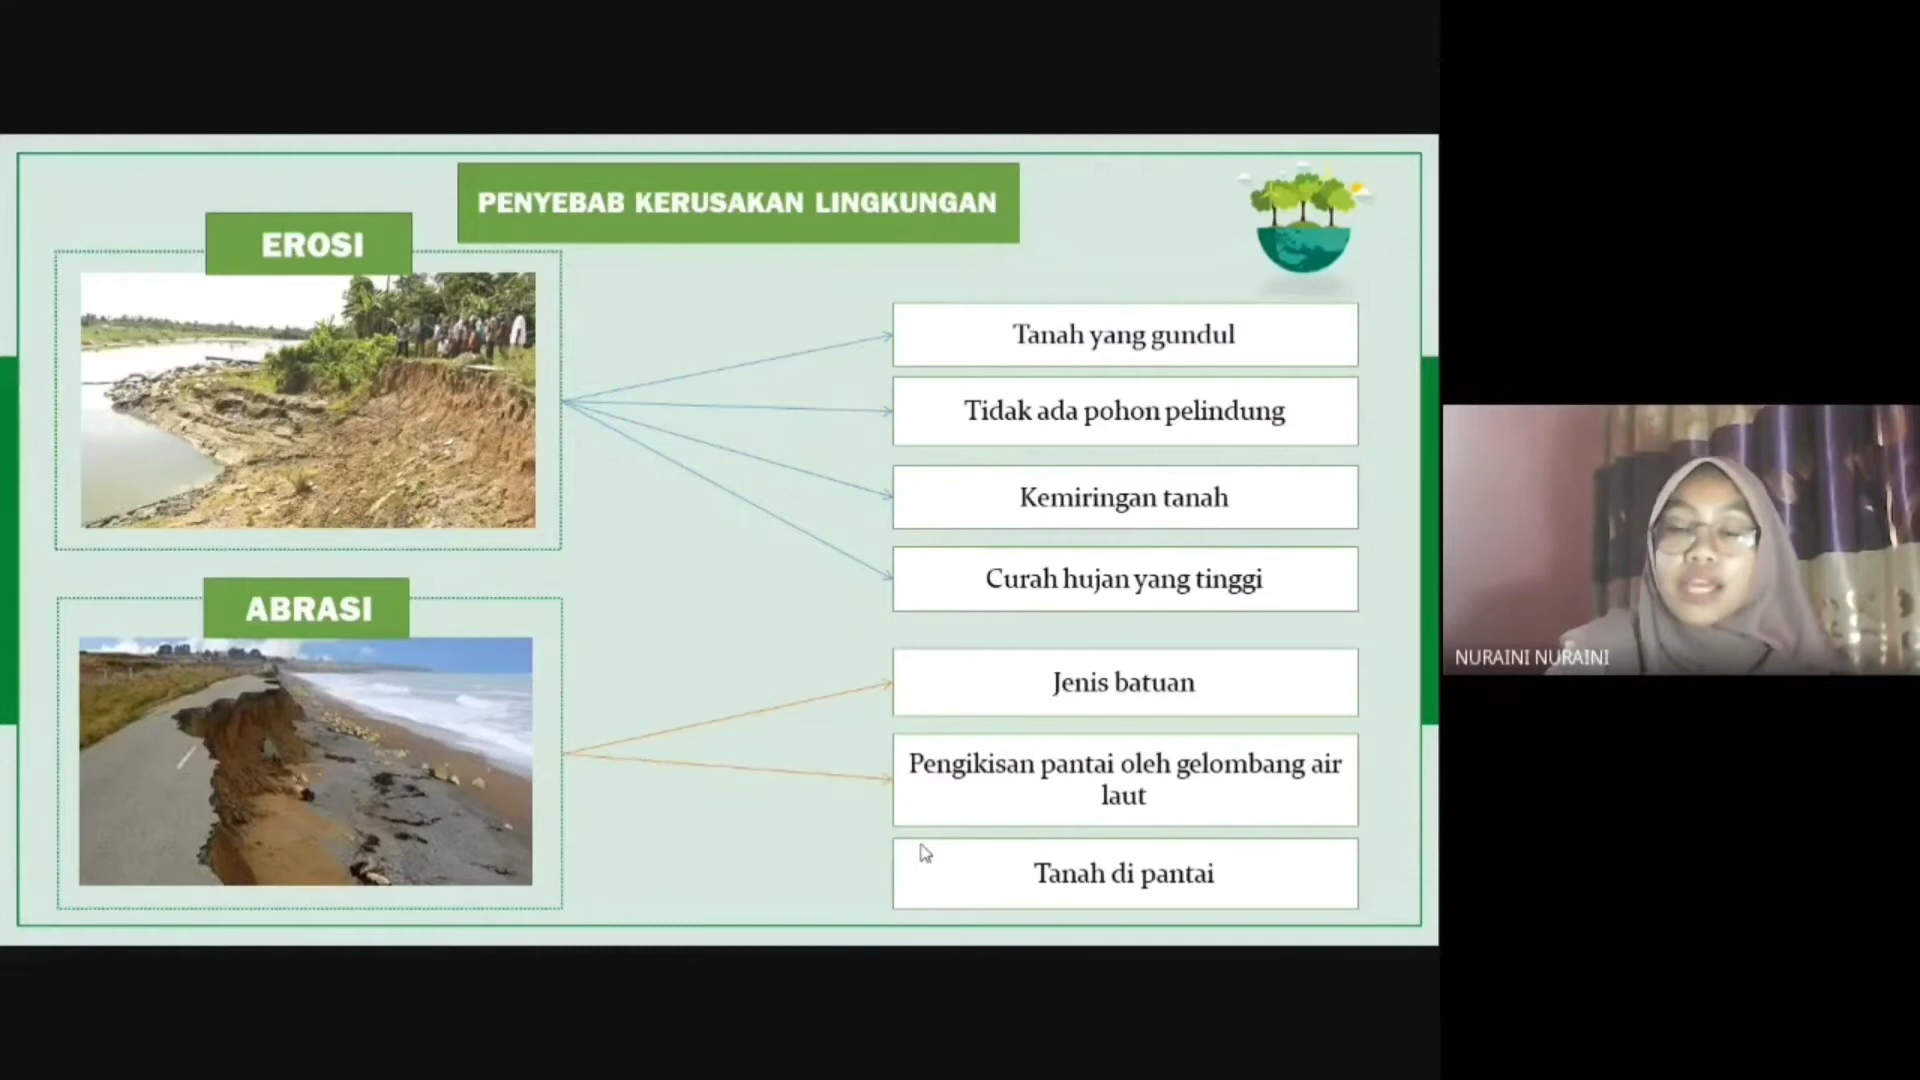 PENYEBAB KERUSAKAN LINGKUNGAN
EROSI
Tanah yang gundul
Tidak ada pohon pelindung
Kemiringan tanah
Curah hujan yang tinggi
ABRASI
Jenis batuan
Pengikisan pantai oleh gelombang air
laut
Tanah di pantai
NURAINI NURAINI